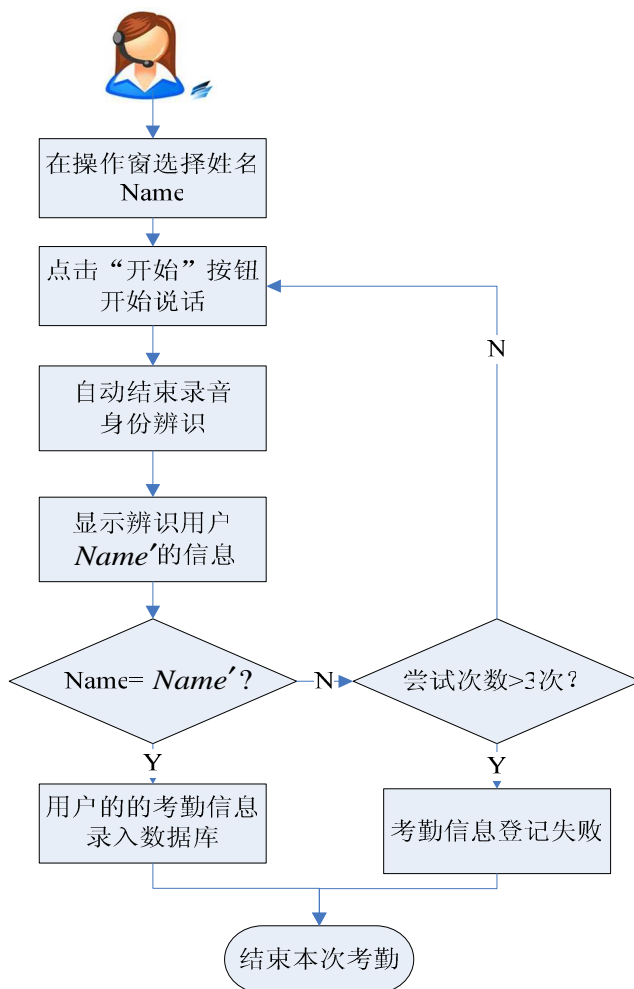 在操作窗选择姓名
Name
点击“开始”按钮
开始说话
N
自动结束录音
身份辨识
显示辨识用户
Name′的信息
Name= Name′?
N
尝试次数>3次？
Y
Y
用户的的考勤信息
录入数据库
考勤信息登记失败
结束本次考勤